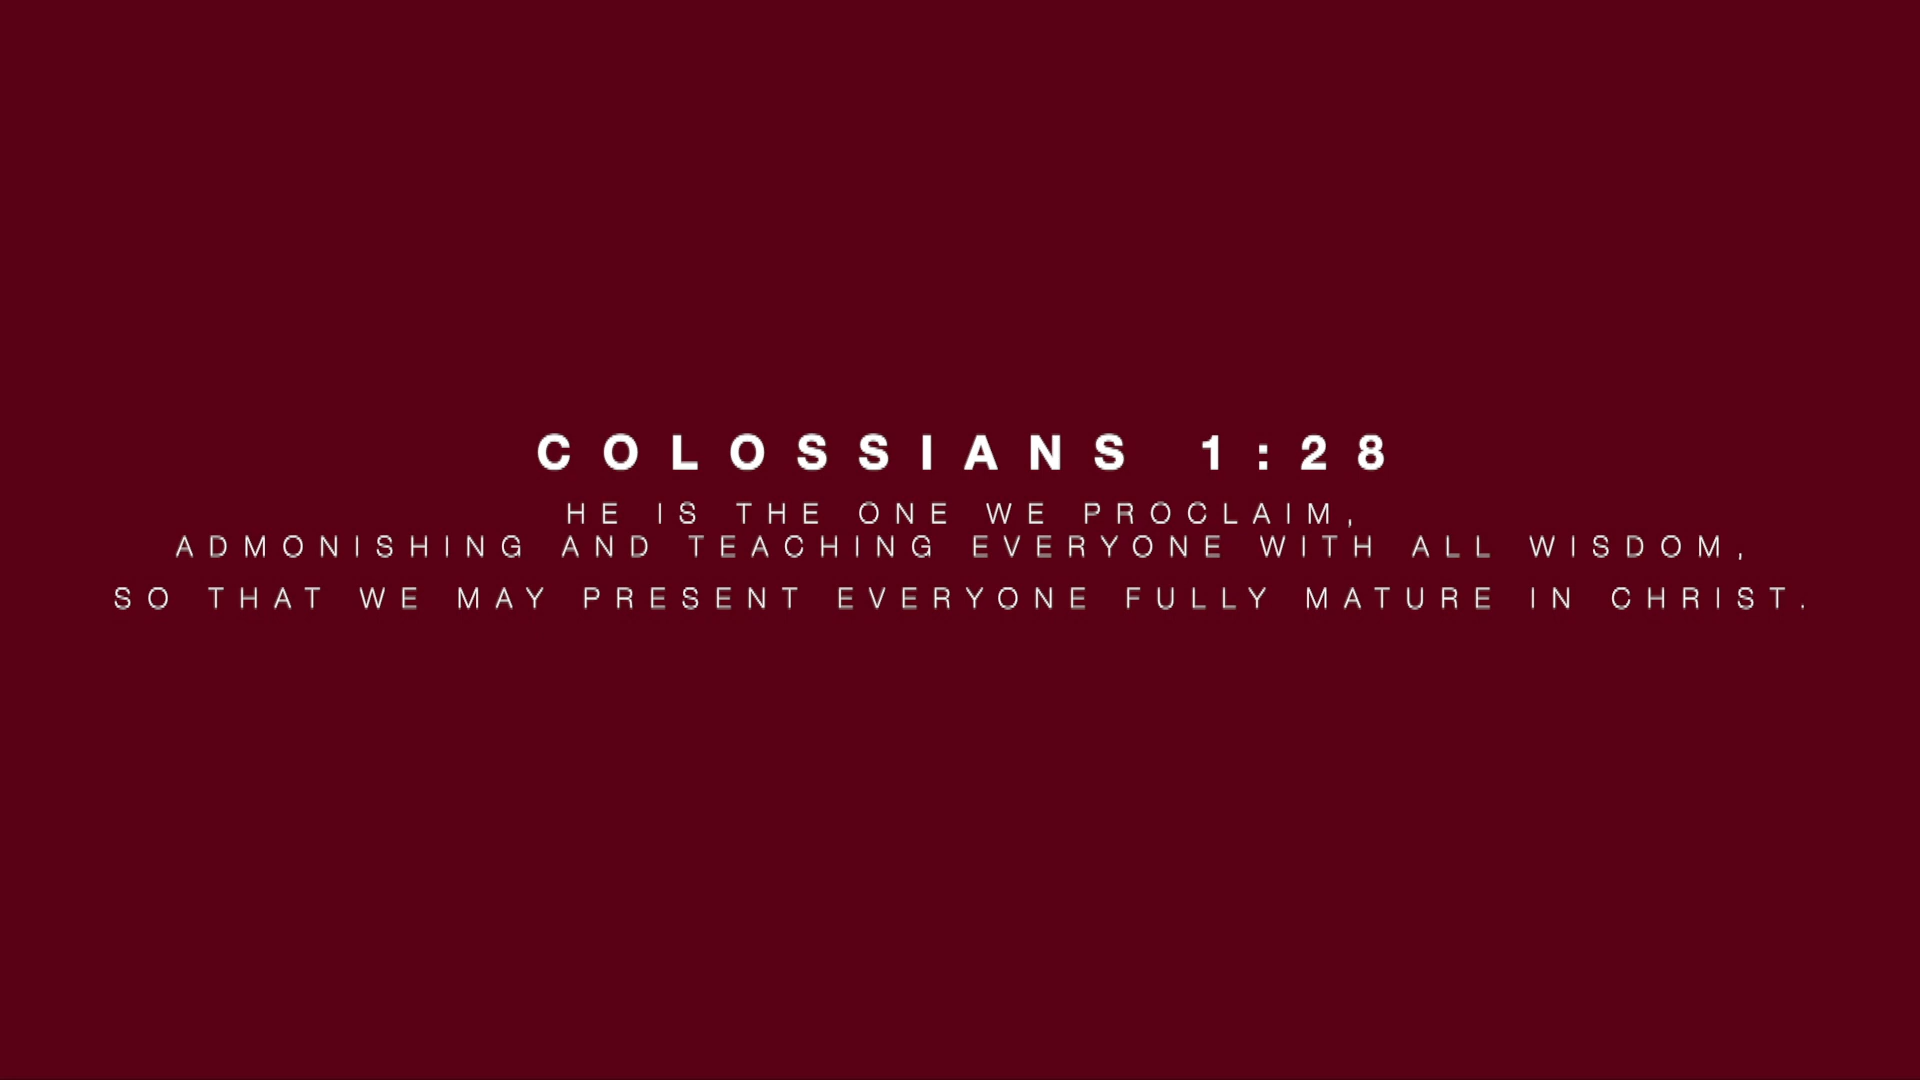 COLOSSIANS 1:28
HE IS THE ONE WE PROCLAIM,
ADMONISHING AND TEACHING EVERYONE WITH ALL WISDOM,
SO THAT WE MAY PRESENT EVERYONE FULLY MATURE IN CHRIST.